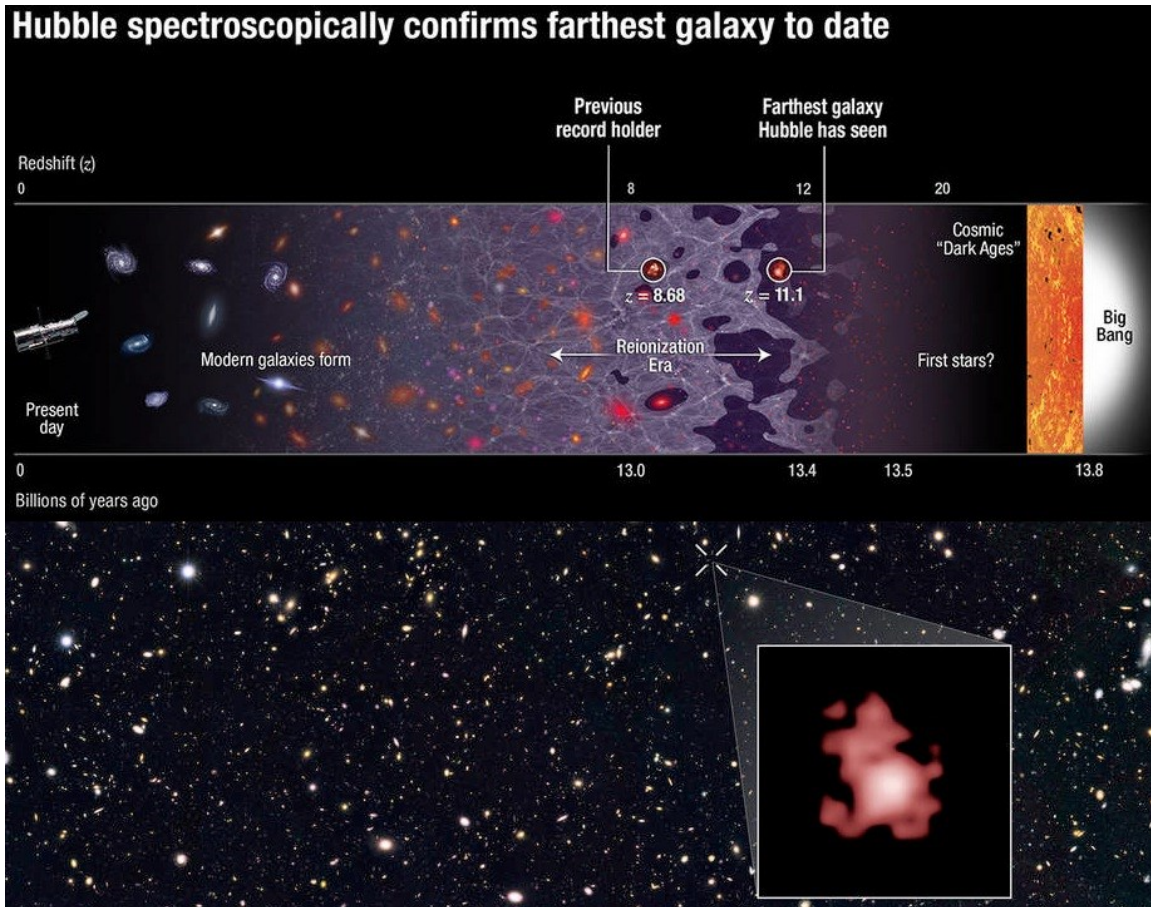 Hubble spectroscopically confirms farthest galaxy to date
Previous
record holder
Farthest galaxy
Hubble has seen
Redshift (z)
0
8
12
20
Cosmic
"Dark Ages"
z = 8.68
z = 11.1
Big
Bang
Reionization
Era
Modern galaxies form
First stars?
Present
day
0
13.0
13.4
13.5
13.8
Billions of years ago